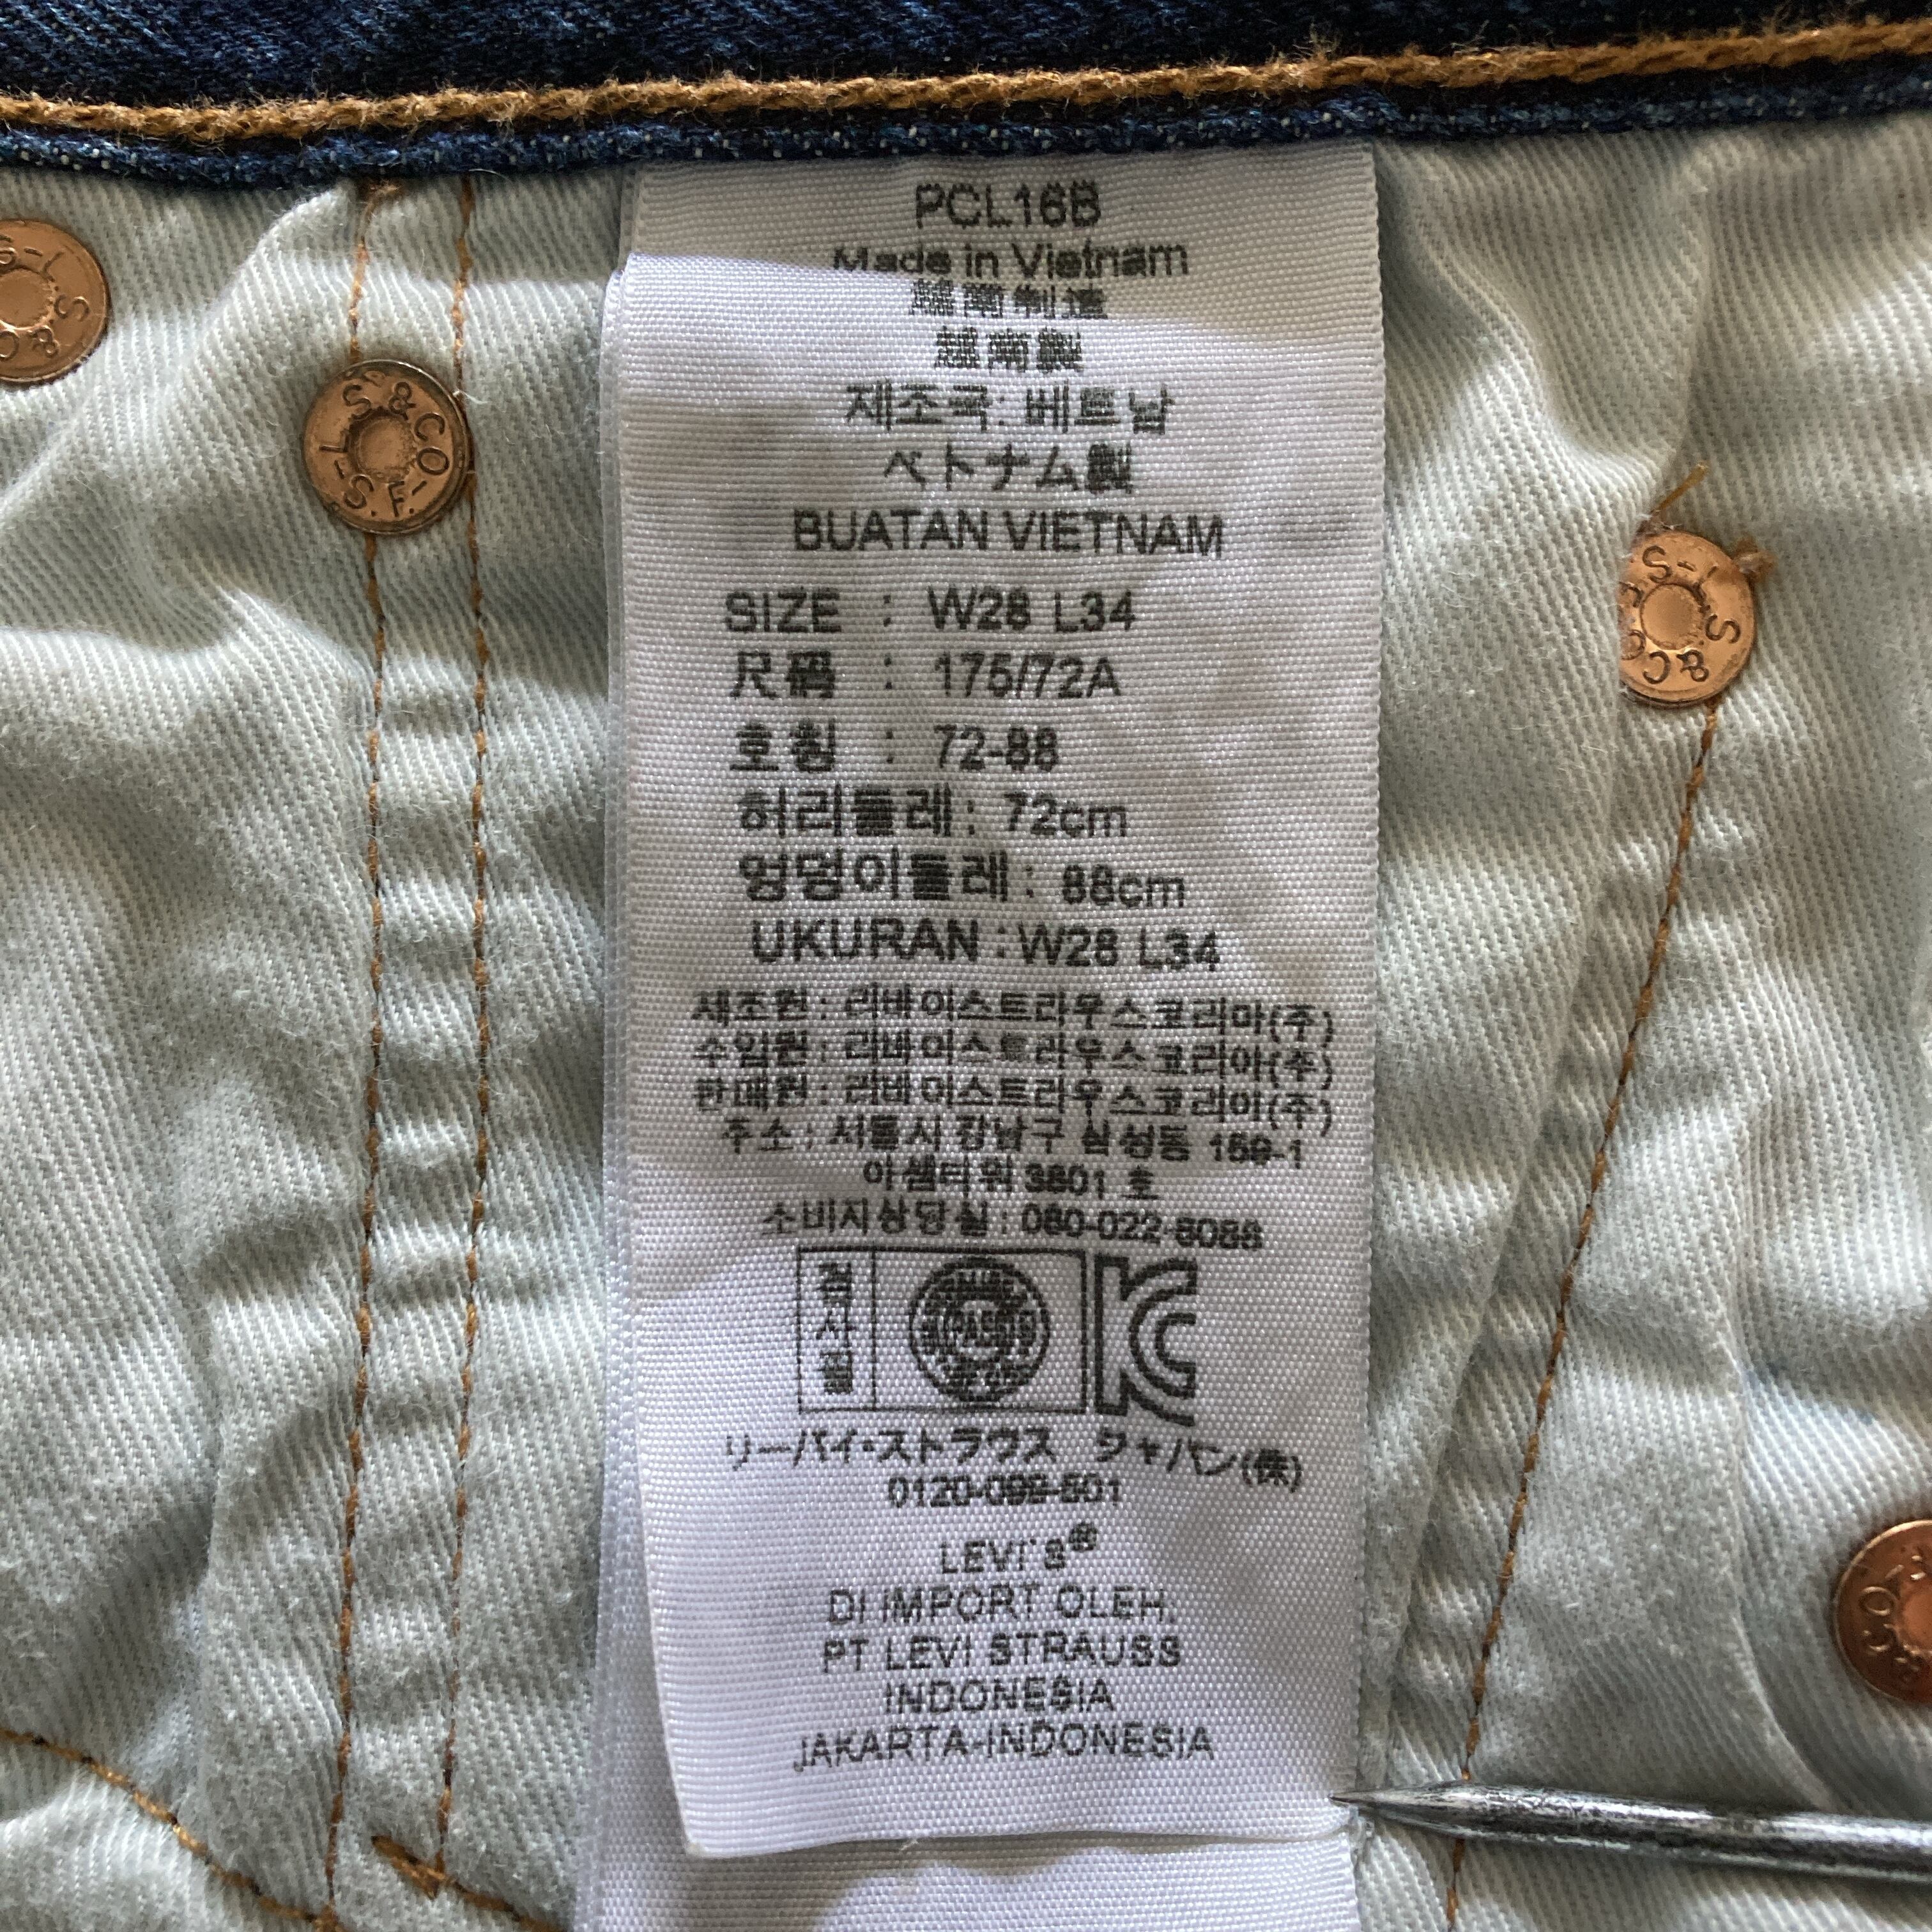 PCL16B
Made in Vietnam
越南制造
越南製
제조국: 베트남
ベトナム製
BUATAN VIETNAM
SIZE : W28 L34
尺码 : 175/72A
호칭 : 72-88
허리둘레: 72cm
엉덩이둘레: 88cm
UKURAN :W28 L34
제조원: 리바이스트라우스코리아(주)
수입원: 리바이스트라우스코리아(주)
판매원: 리바이스트라우스코리아(주)
주소: 서울시 강남구 삼성동 159-1
아셈타워 3801 호
소비자상담실: 080-022-8088
검사필
KC
リーバイ・ストラウス ジャパン(株)
0120-099-501
LEVI'S®
DI IMPORT OLEH.
PT LEVI STRAUSS
INDONESIA
JAKARTA-INDONESIA
L.S. & CO.-S.F.-